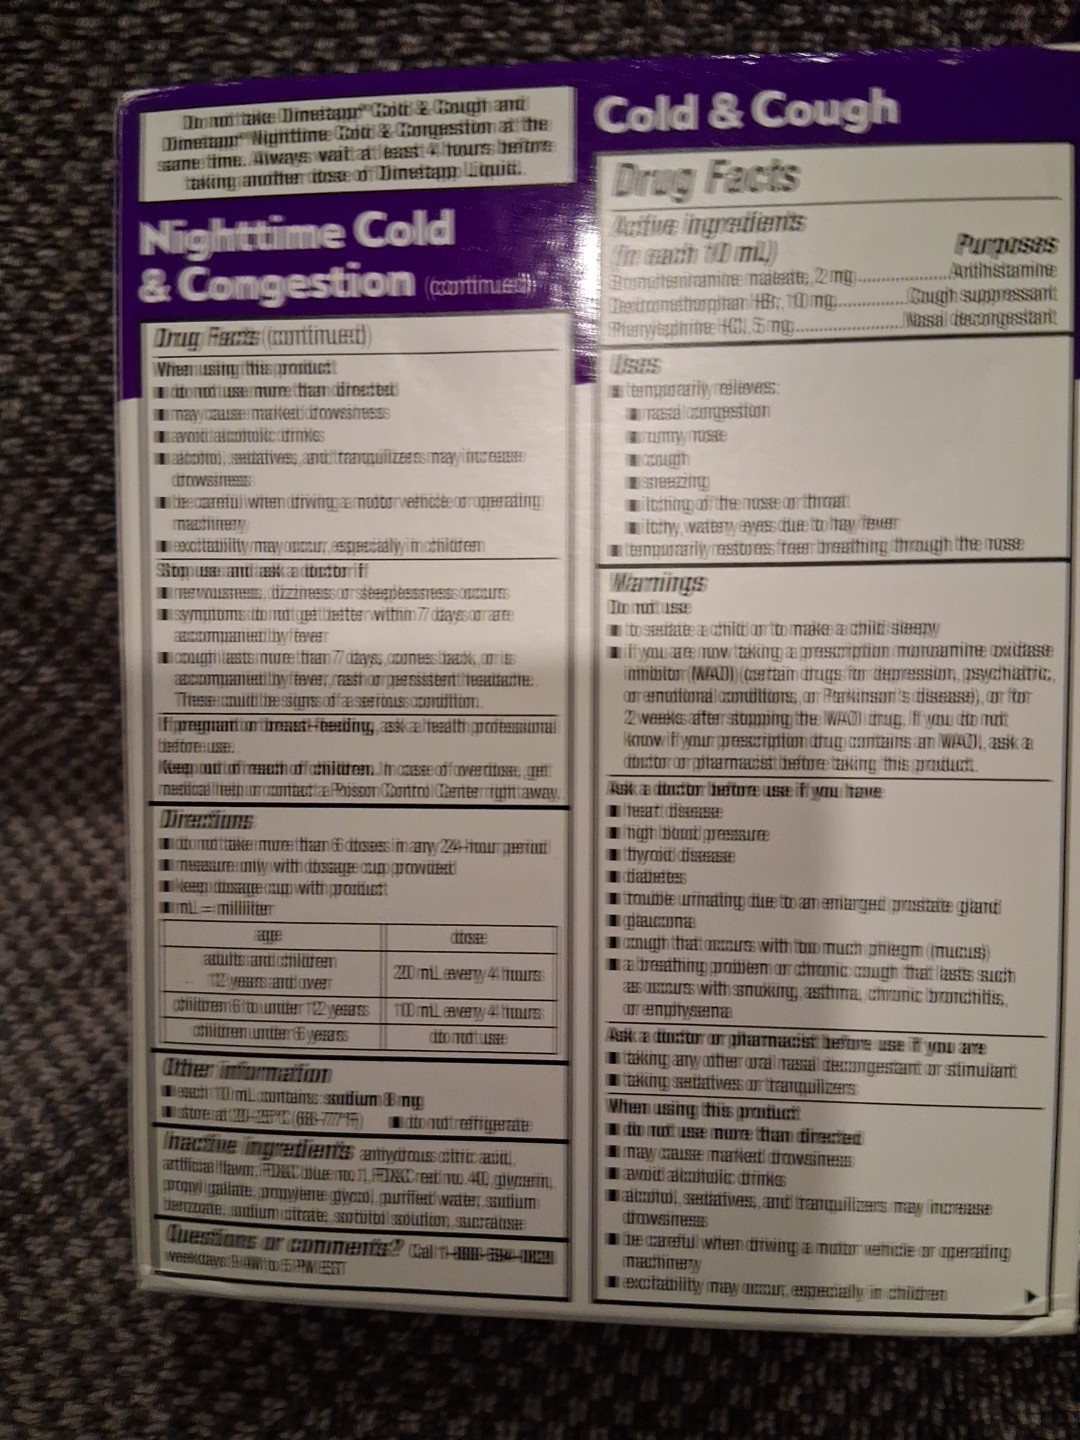 Do not take Dimetapp® Cold & Cough and
Dimetapp® Nighttime Cold & Congestion at the
same time. Always wait at least 4 hours before
taking another dose of Dimetapp Liquid.
Nighttime Cold
& Congestion (continued)
Drug Facts (continued)
When using this product
■ do not use more than directed
■ may cause marked drowsiness
■ avoid alcoholic drinks
■ alcohol, sedatives, and tranquilizers may increase
drowsiness
■ be careful when driving a motor vehicle or operating
machinery
■ excitability may occur, especially in children
Stop use and ask a doctor if
■ nervousness, dizziness or sleeplessness occurs
■ symptoms do not get better within 7 days or are
accompanied by fever
■ cough lasts more than 7 days, comes back, or is
accompanied by fever, rash or persistent headache.
These could be signs of a serious condition.
If pregnant or breast-feeding, ask a health professional
before use.
Keep out of reach of children. In case of overdose, get
medical help or contact a Poison Control Center right away.
Directions
■ do not take more than 6 doses in any 24-hour period
■ measure only with dosage cup provided
■ keep dosage cup with product
■ mL = milliliter
age dose
adults and children
12 years and over 20 mL every 4 hours
children 6 to under 12 years 10 mL every 4 hours
children under 6 years do not use
Other information
■ each 10 mL contains: sodium 8 mg
■ store at 20-25°C (68-77°F) ■ do not refrigerate
Inactive ingredients anhydrous citric acid,
artificial flavor, FD&C blue no. 1, FD&C red no. 40, glycerin,
propyl gallate, propylene glycol, purified water, sodium
benzoate, sodium citrate, sorbitol solution, sucralose
Questions or comments? Call
weekdays 9 AM to 5 PM EST
Cold & Cough
Drug Facts
Active ingredients
(in each 10 mL) Purposes
Brompheniramine maleate, 2 mg..............Antihistamine
Dextromethorphan HBr, 10 mg..........Cough suppressant
Phenylephrine HCl, 5 mg......................Nasal decongestant
Uses
■ temporarily relieves:
■ nasal congestion
■ runny nose
■ cough
■ sneezing
■ itching of the nose or throat
■ itchy, watery eyes due to hay fever
■ temporarily restores freer breathing through the nose
Warnings
Do not use
■ to sedate a child or to make a child sleepy
■ if you are now taking a prescription monoamine oxidase
inhibitor (MAOI) (certain drugs for depression, psychiatric,
or emotional conditions, or Parkinson's disease), or for
2 weeks after stopping the MAOI drug. If you do not
know if your prescription drug contains an MAOI, ask a
doctor or pharmacist before taking this product.
Ask a doctor before use if you have
■ heart disease
■ high blood pressure
■ thyroid disease
■ diabetes
■ trouble urinating due to an enlarged prostate gland
■ glaucoma
■ cough that occurs with too much phlegm (mucus)
■ a breathing problem or chronic cough that lasts such
as occurs with smoking, asthma, chronic bronchitis,
or emphysema
Ask a doctor or pharmacist before use if you are
■ taking any other oral nasal decongestant or stimulant
■ taking sedatives or tranquilizers
When using this product
■ do not use more than directed
■ may cause marked drowsiness
■ avoid alcoholic drinks
■ alcohol, sedatives, and tranquilizers may increase
drowsiness
■ be careful when driving a motor vehicle or operating
machinery
■ excitability may occur, especially in children